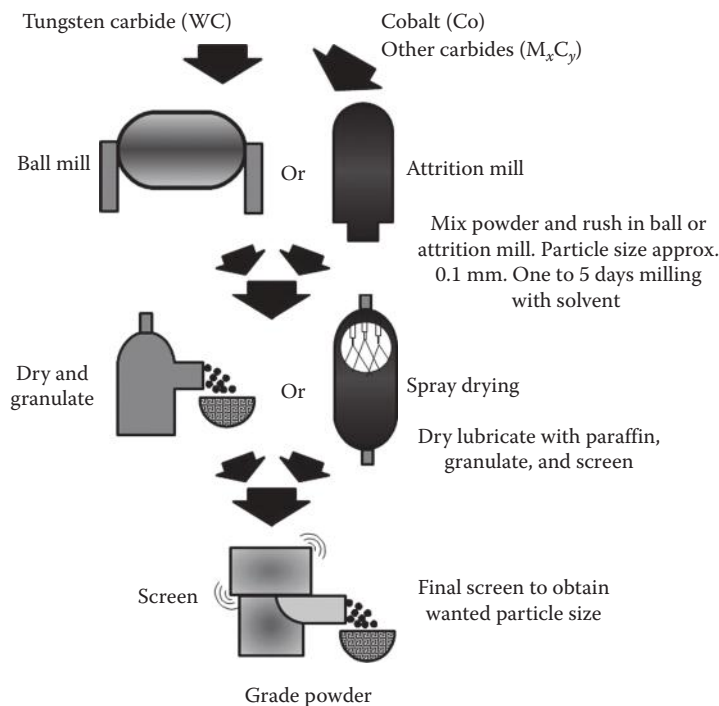 Tungsten carbide (WC)
Cobalt (Co)
Other carbides (MₓCᵧ)
Ball mill
Or
Attrition mill
Mix powder and rush in ball or
attrition mill. Particle size approx.
0.1 mm. One to 5 days milling
with solvent
Dry and
granulate
Or
Spray drying
Dry lubricate with paraffin,
granulate, and screen
Screen
Final screen to obtain
wanted particle size
Grade powder